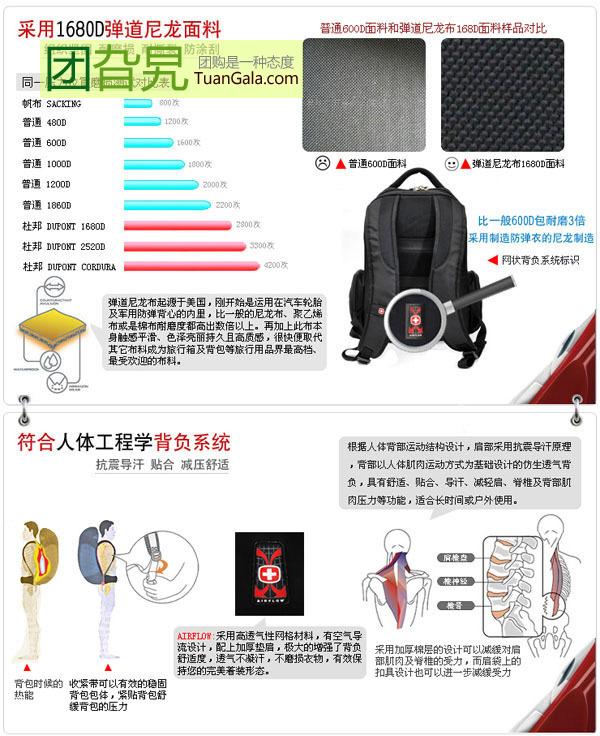 采用1680D弹道尼龙面料
防涂刮
团旮旯
团购是一种态度
TuanGala.com
同一
对比表
帆布 SACKING 800次
普通 480D 1200次
普通 600D 1600次
普通 1000D 1800次
普通 1200D 2000次
普通 1860D 2200次
杜邦 DUPONT 1680D 2800次
杜邦 DUPONT 2520D 3300次
杜邦 DUPONT CORDURA 4200次
普通600D面料和弹道尼龙布168D面料样品对比
▲普通600D面料
▲弹道尼龙布1680D面料
比一般600D包耐磨3倍
采用制造防弹衣的尼龙制造
◀网状背负系统标识
WATERPROOF
弹道尼龙布起源于美国，刚开始是运用在汽车轮胎
及军用防弹背心的内里，比一般的尼龙布、聚乙烯
布或是棉布耐磨度都高出数倍以上。再加上此布本
身触感平滑、色泽亮丽持久且高质感，很快便取代
其它布料成为旅行箱及背包等旅行用品界最高档、
最受欢迎的布料。
符合人体工程学背负系统
抗震导汗 贴合 减压舒适
根据人体背部运动结构设计，肩部采用抗震导汗原理
，背部以人体肌肉运动方式为基础设计的仿生透气背
负，具有舒适、贴合、导汗、减轻肩、脊椎及背部肌
肉压力等功能，适合长时间或户外使用。
AIRFLOW
肩椎盘
椎神经
椎骨
AIRFLOW:采用高透气性网格材料，有空气导
流设计，配上加厚垫肩，极大的增强了背负
舒适度，透气不凝汗，不磨损衣物，有效保
持您的完美着装形态。
采用加厚棉层的设计可以减缓对肩
部肌肉及脊椎的受力，而肩袋上的
扣具设计也可以进一步减缓受力
背包时候的
热能
收紧带可以有效的稳固
背包包体，紧贴背包舒
缓背包的压力